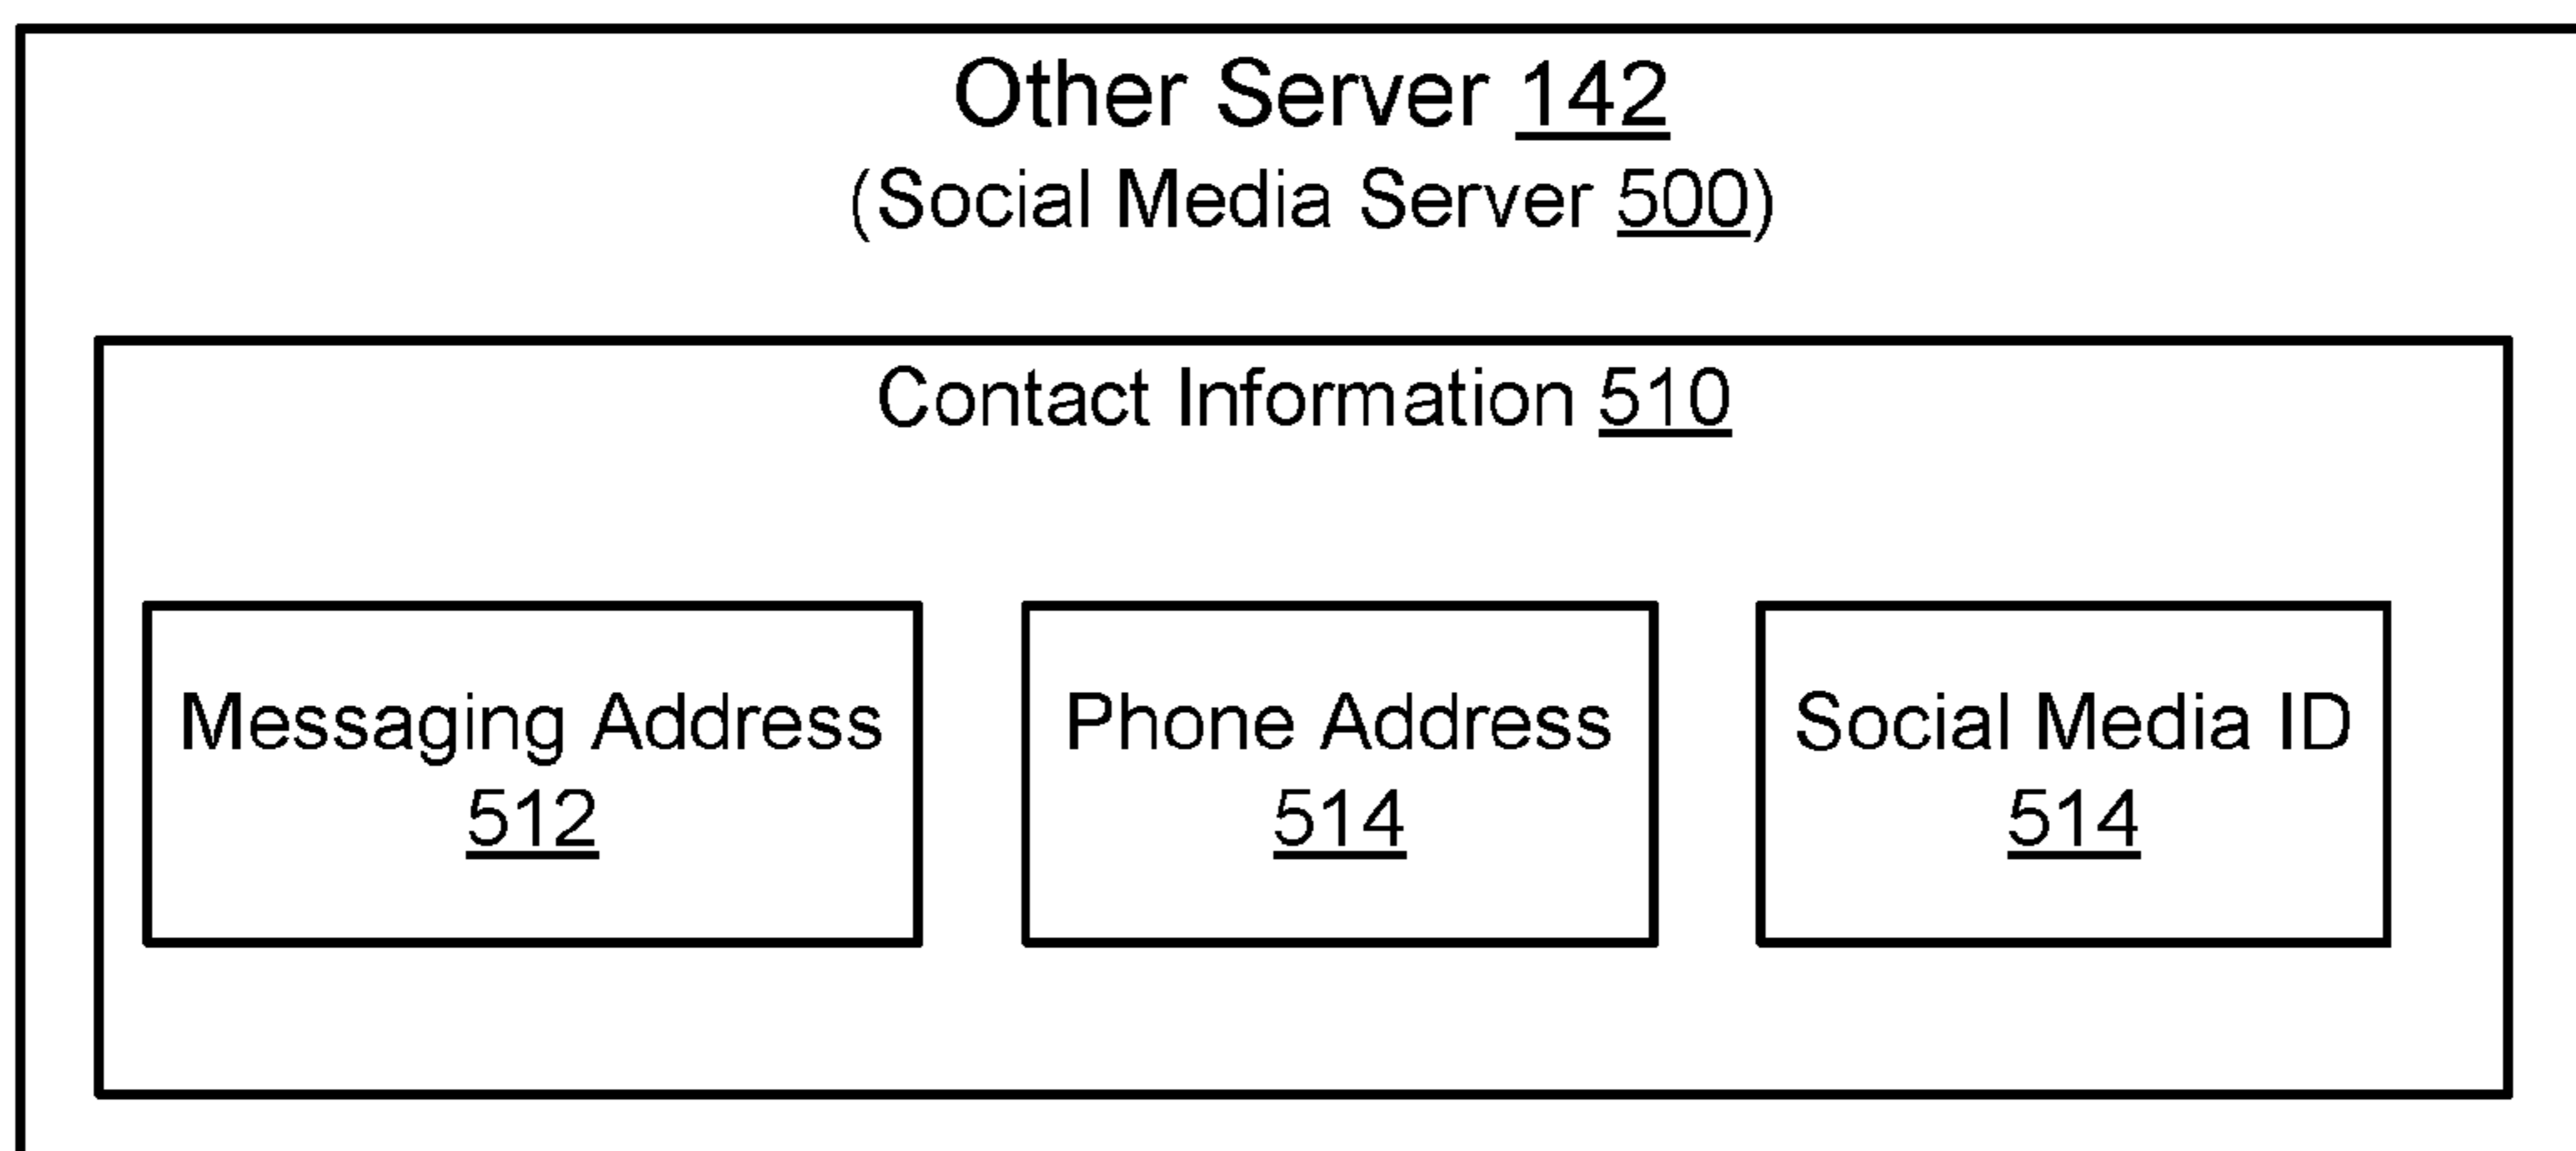 Other Server 142
(Social Media Server 500)
Contact Information 510
Messaging Address
512
Phone Address
514
Social Media ID
514